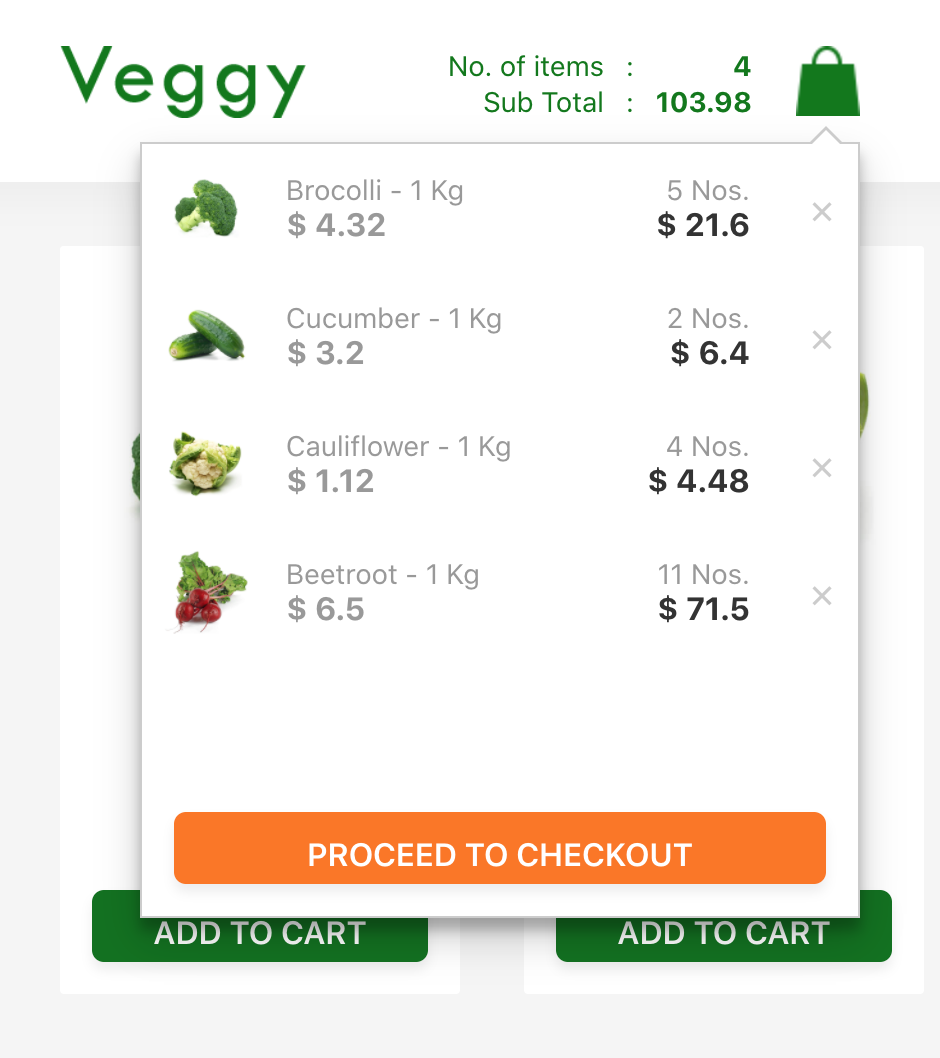 Veggy
No. of items : 4
Sub Total : 103.98
Brocolli - 1 Kg 5 Nos.
$ 4.32 $ 21.6
×
Cucumber - 1 Kg 2 Nos.
$ 3.2 $ 6.4
×
Cauliflower - 1 Kg 4 Nos.
$ 1.12 $ 4.48
×
Beetroot - 1 Kg 11 Nos.
$ 6.5 $ 71.5
×
PROCEED TO CHECKOUT
ADD TO CART ADD TO CART